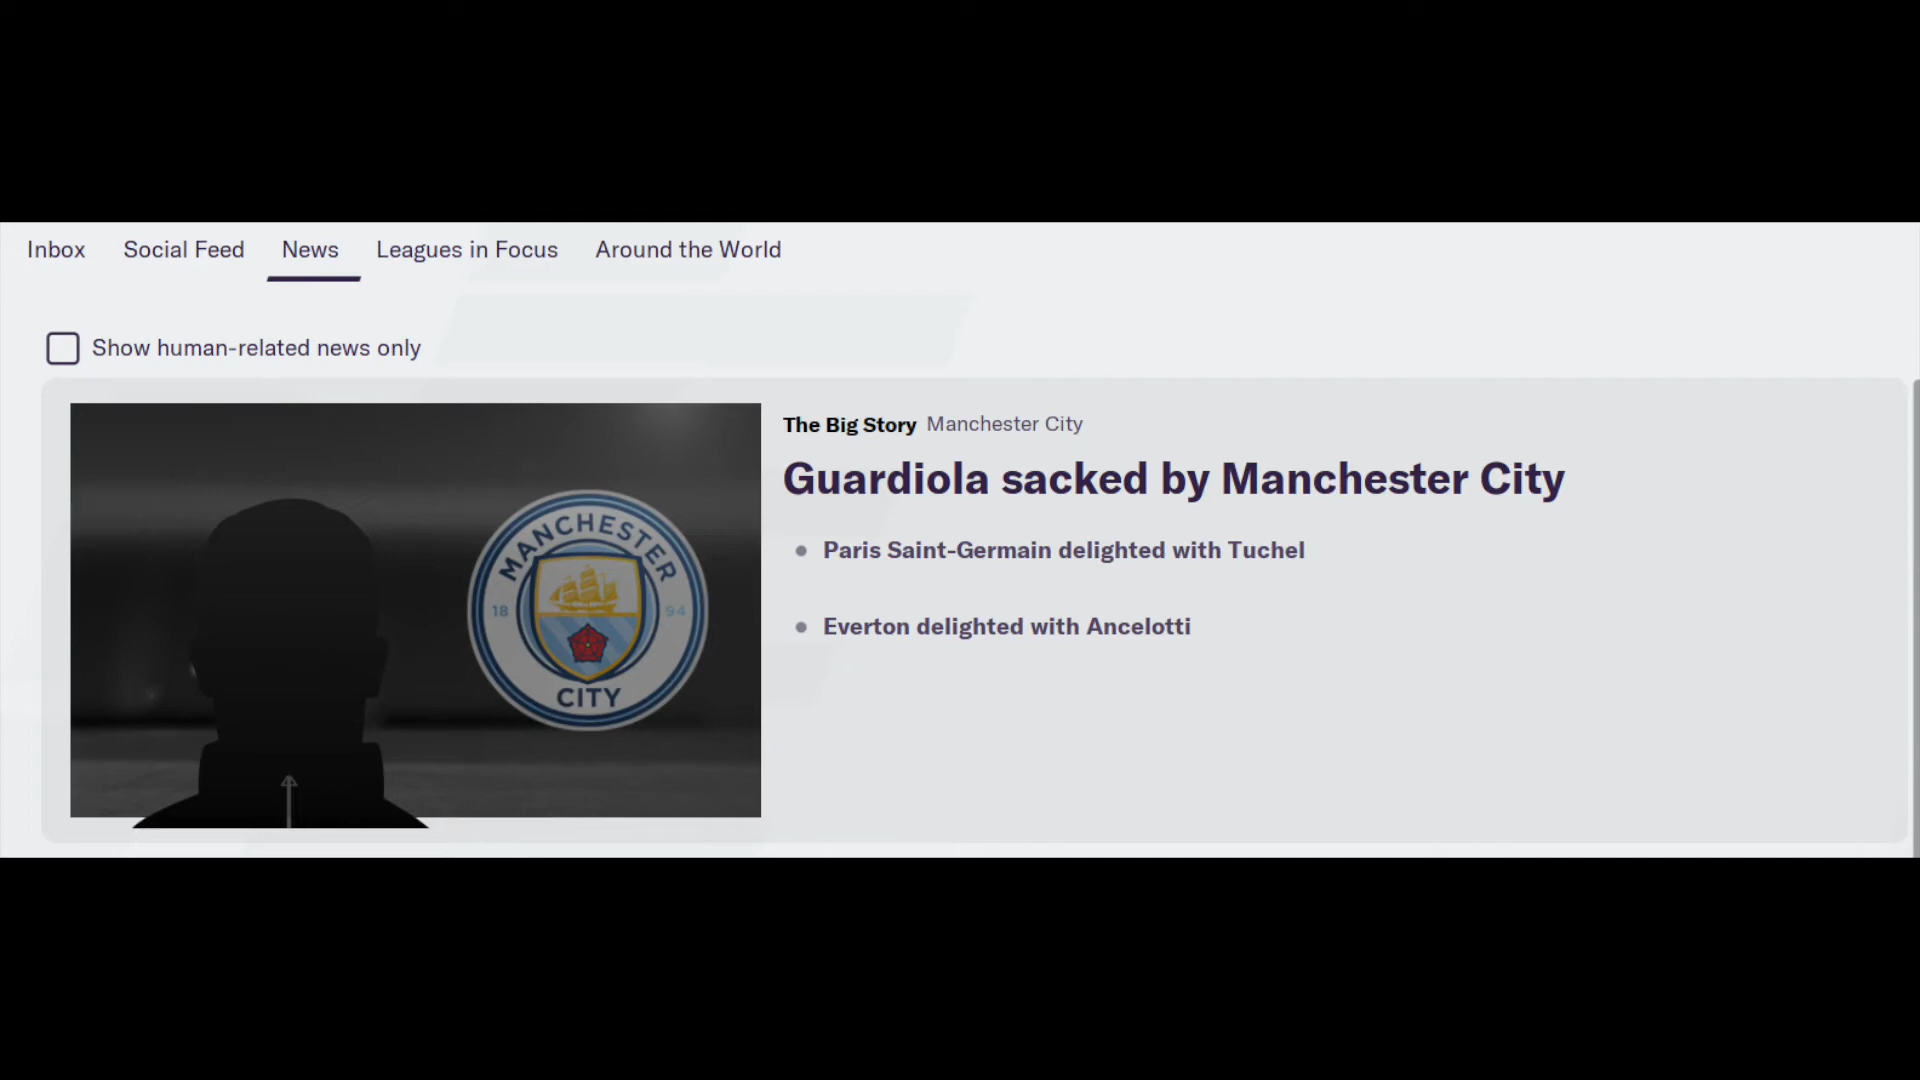 Inbox Social Feed News Leagues in Focus Around the World
Show human-related news only
The Big Story Manchester City
Guardiola sacked by Manchester City
Paris Saint-Germain delighted with Tuchel
Everton delighted with Ancelotti
MANCHESTER
18 94
CITY